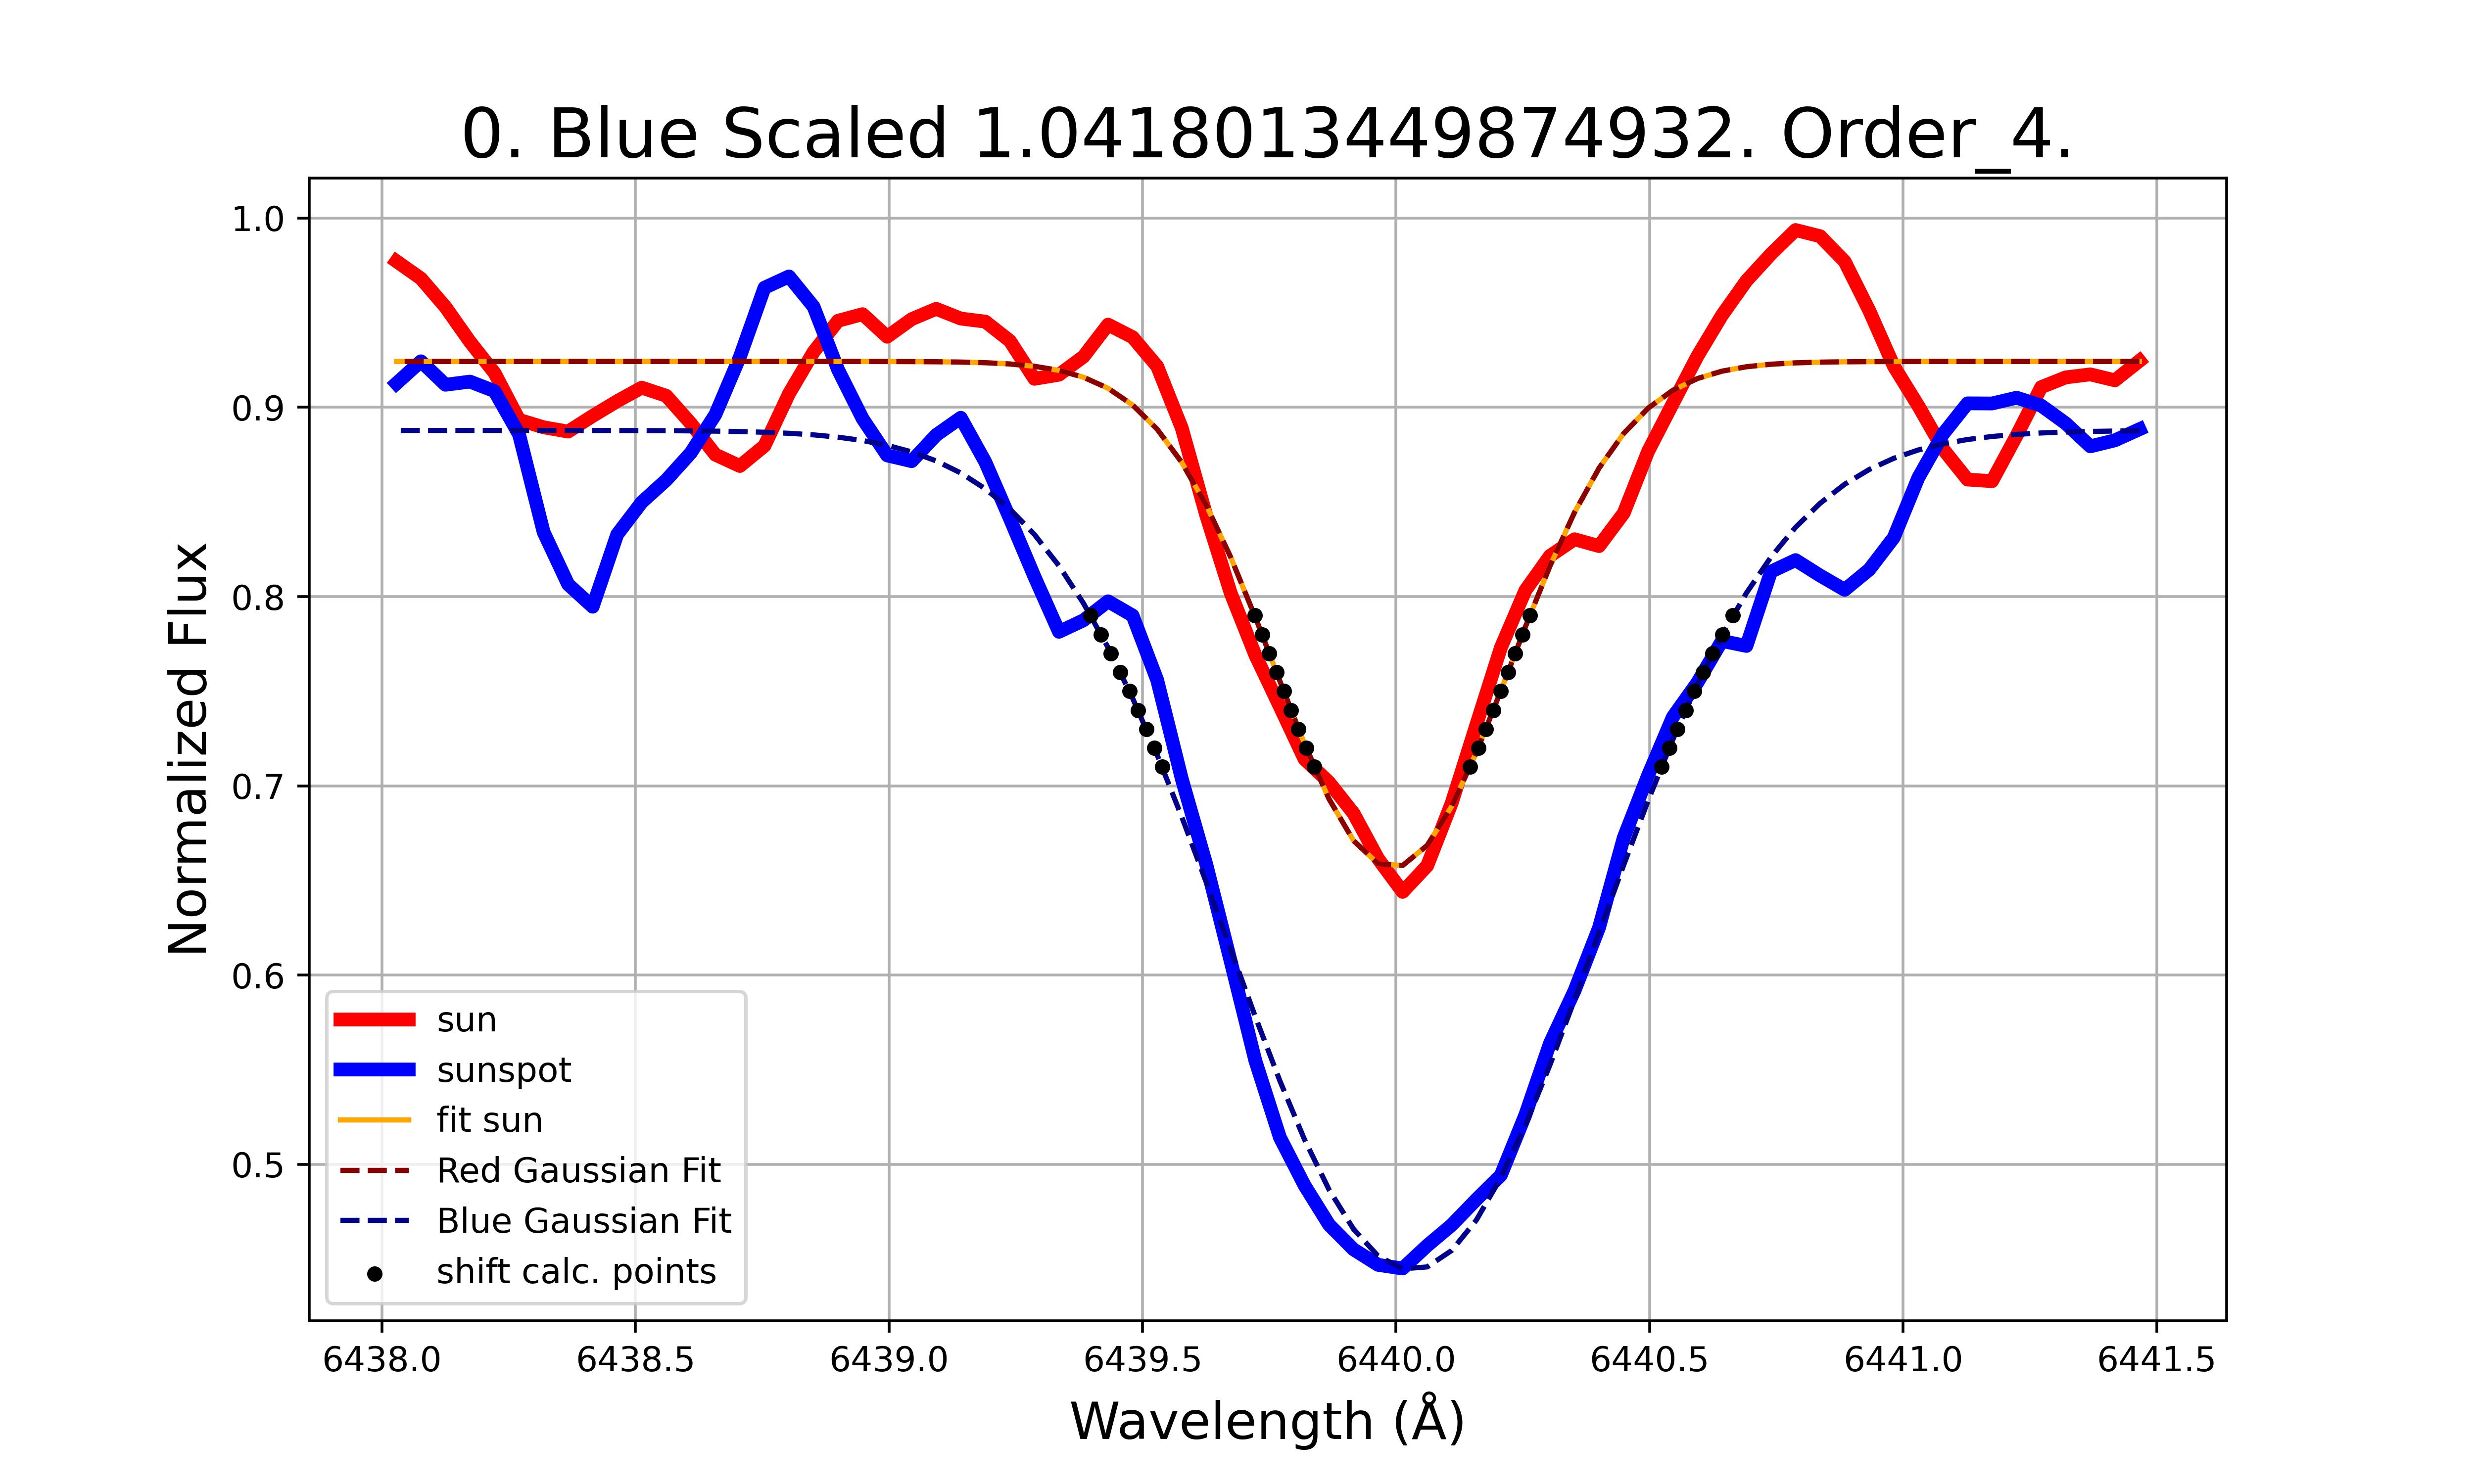 0. Blue Scaled 1.0418013449874932. Order_4.
1.0
0.9
0.8
0.7
0.6
0.5
Normalized Flux
sun
sunspot
fit sun
Red Gaussian Fit
Blue Gaussian Fit
shift calc. points
6438.0 6438.5 6439.0 6439.5 6440.0 6440.5 6441.0 6441.5
Wavelength (Å)